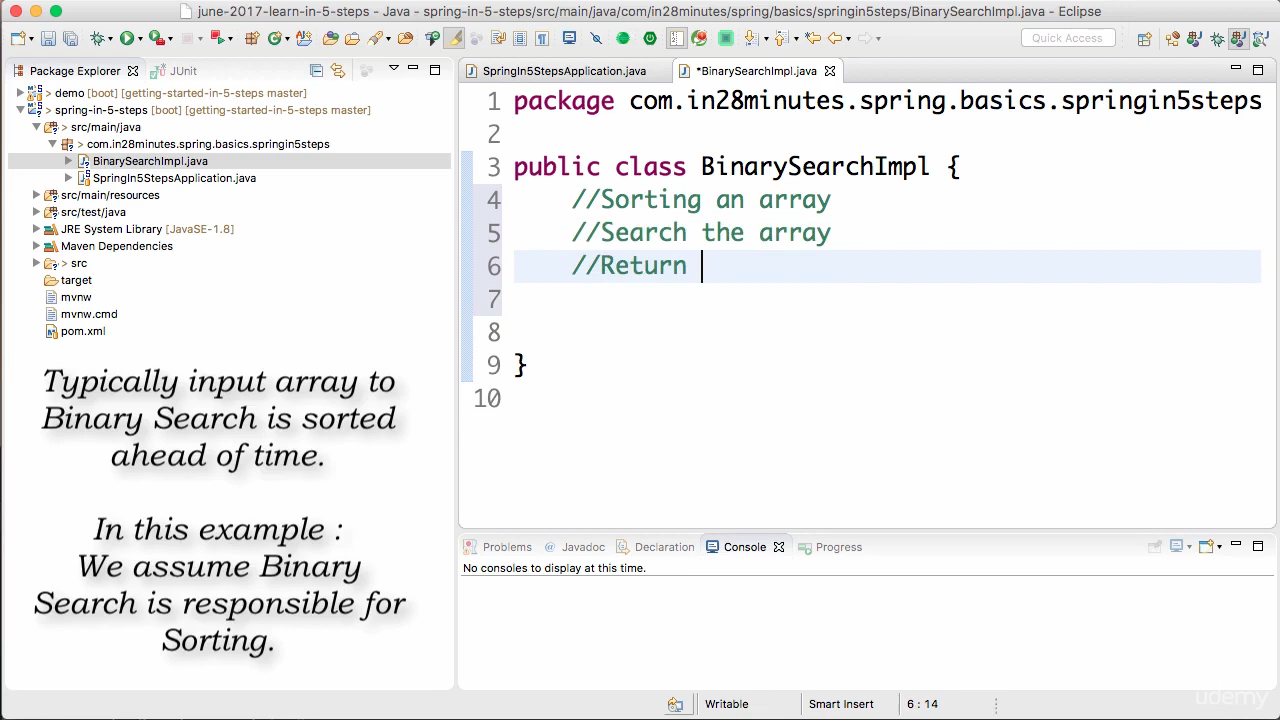 june-2017-learn-in-5-steps - Java - spring-in-5-steps/src/main/java/com/in28minutes/spring/basics/springin5steps/BinarySearchImpl.java - Eclipse
Quick Access
Package Explorer
JUnit
SpringIn5StepsApplication.java
*BinarySearchImpl.java
> demo [boot] [getting-started-in-5-steps master]
> spring-in-5-steps [boot] [getting-started-in-5-steps master]
> src/main/java
> com.in28minutes.spring.basics.springin5steps
BinarySearchImpl.java
SpringIn5StepsApplication.java
src/main/resources
src/test/java
JRE System Library [JavaSE-1.8]
Maven Dependencies
> src
target
mvnw
mvnw.cmd
pom.xml
1 package com.in28minutes.spring.basics.springin5steps
2
3 public class BinarySearchImpl {
4 //Sorting an array
5 //Search the array
6 //Return
7
8
9 }
10
Typically input array to
Binary Search is sorted
ahead of time.
In this example :
We assume Binary
Search is responsible for
Sorting.
Problems
@ Javadoc
Declaration
Console
Progress
No consoles to display at this time.
Writable
Smart Insert
6 : 14
udemy